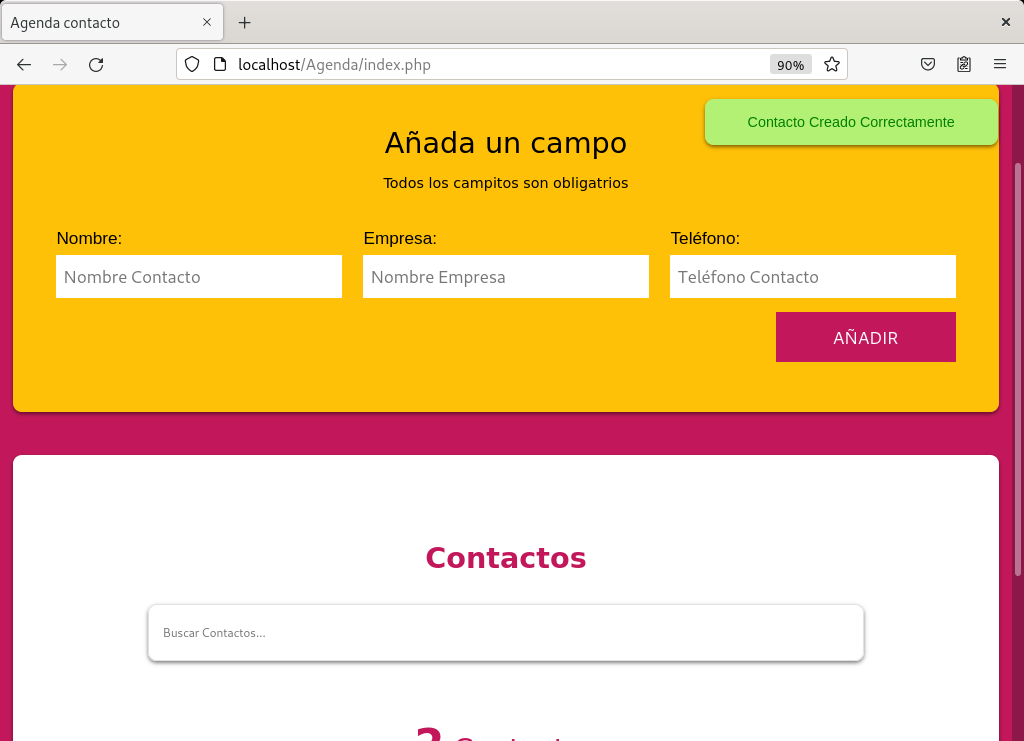 Agenda contacto
localhost/Agenda/index.php
90%
Contacto Creado Correctamente
Añada un campo
Todos los campitos son obligatrios
Nombre:
Empresa:
Teléfono:
Nombre Contacto
Nombre Empresa
Teléfono Contacto
AÑADIR
Contactos
Buscar Contactos...